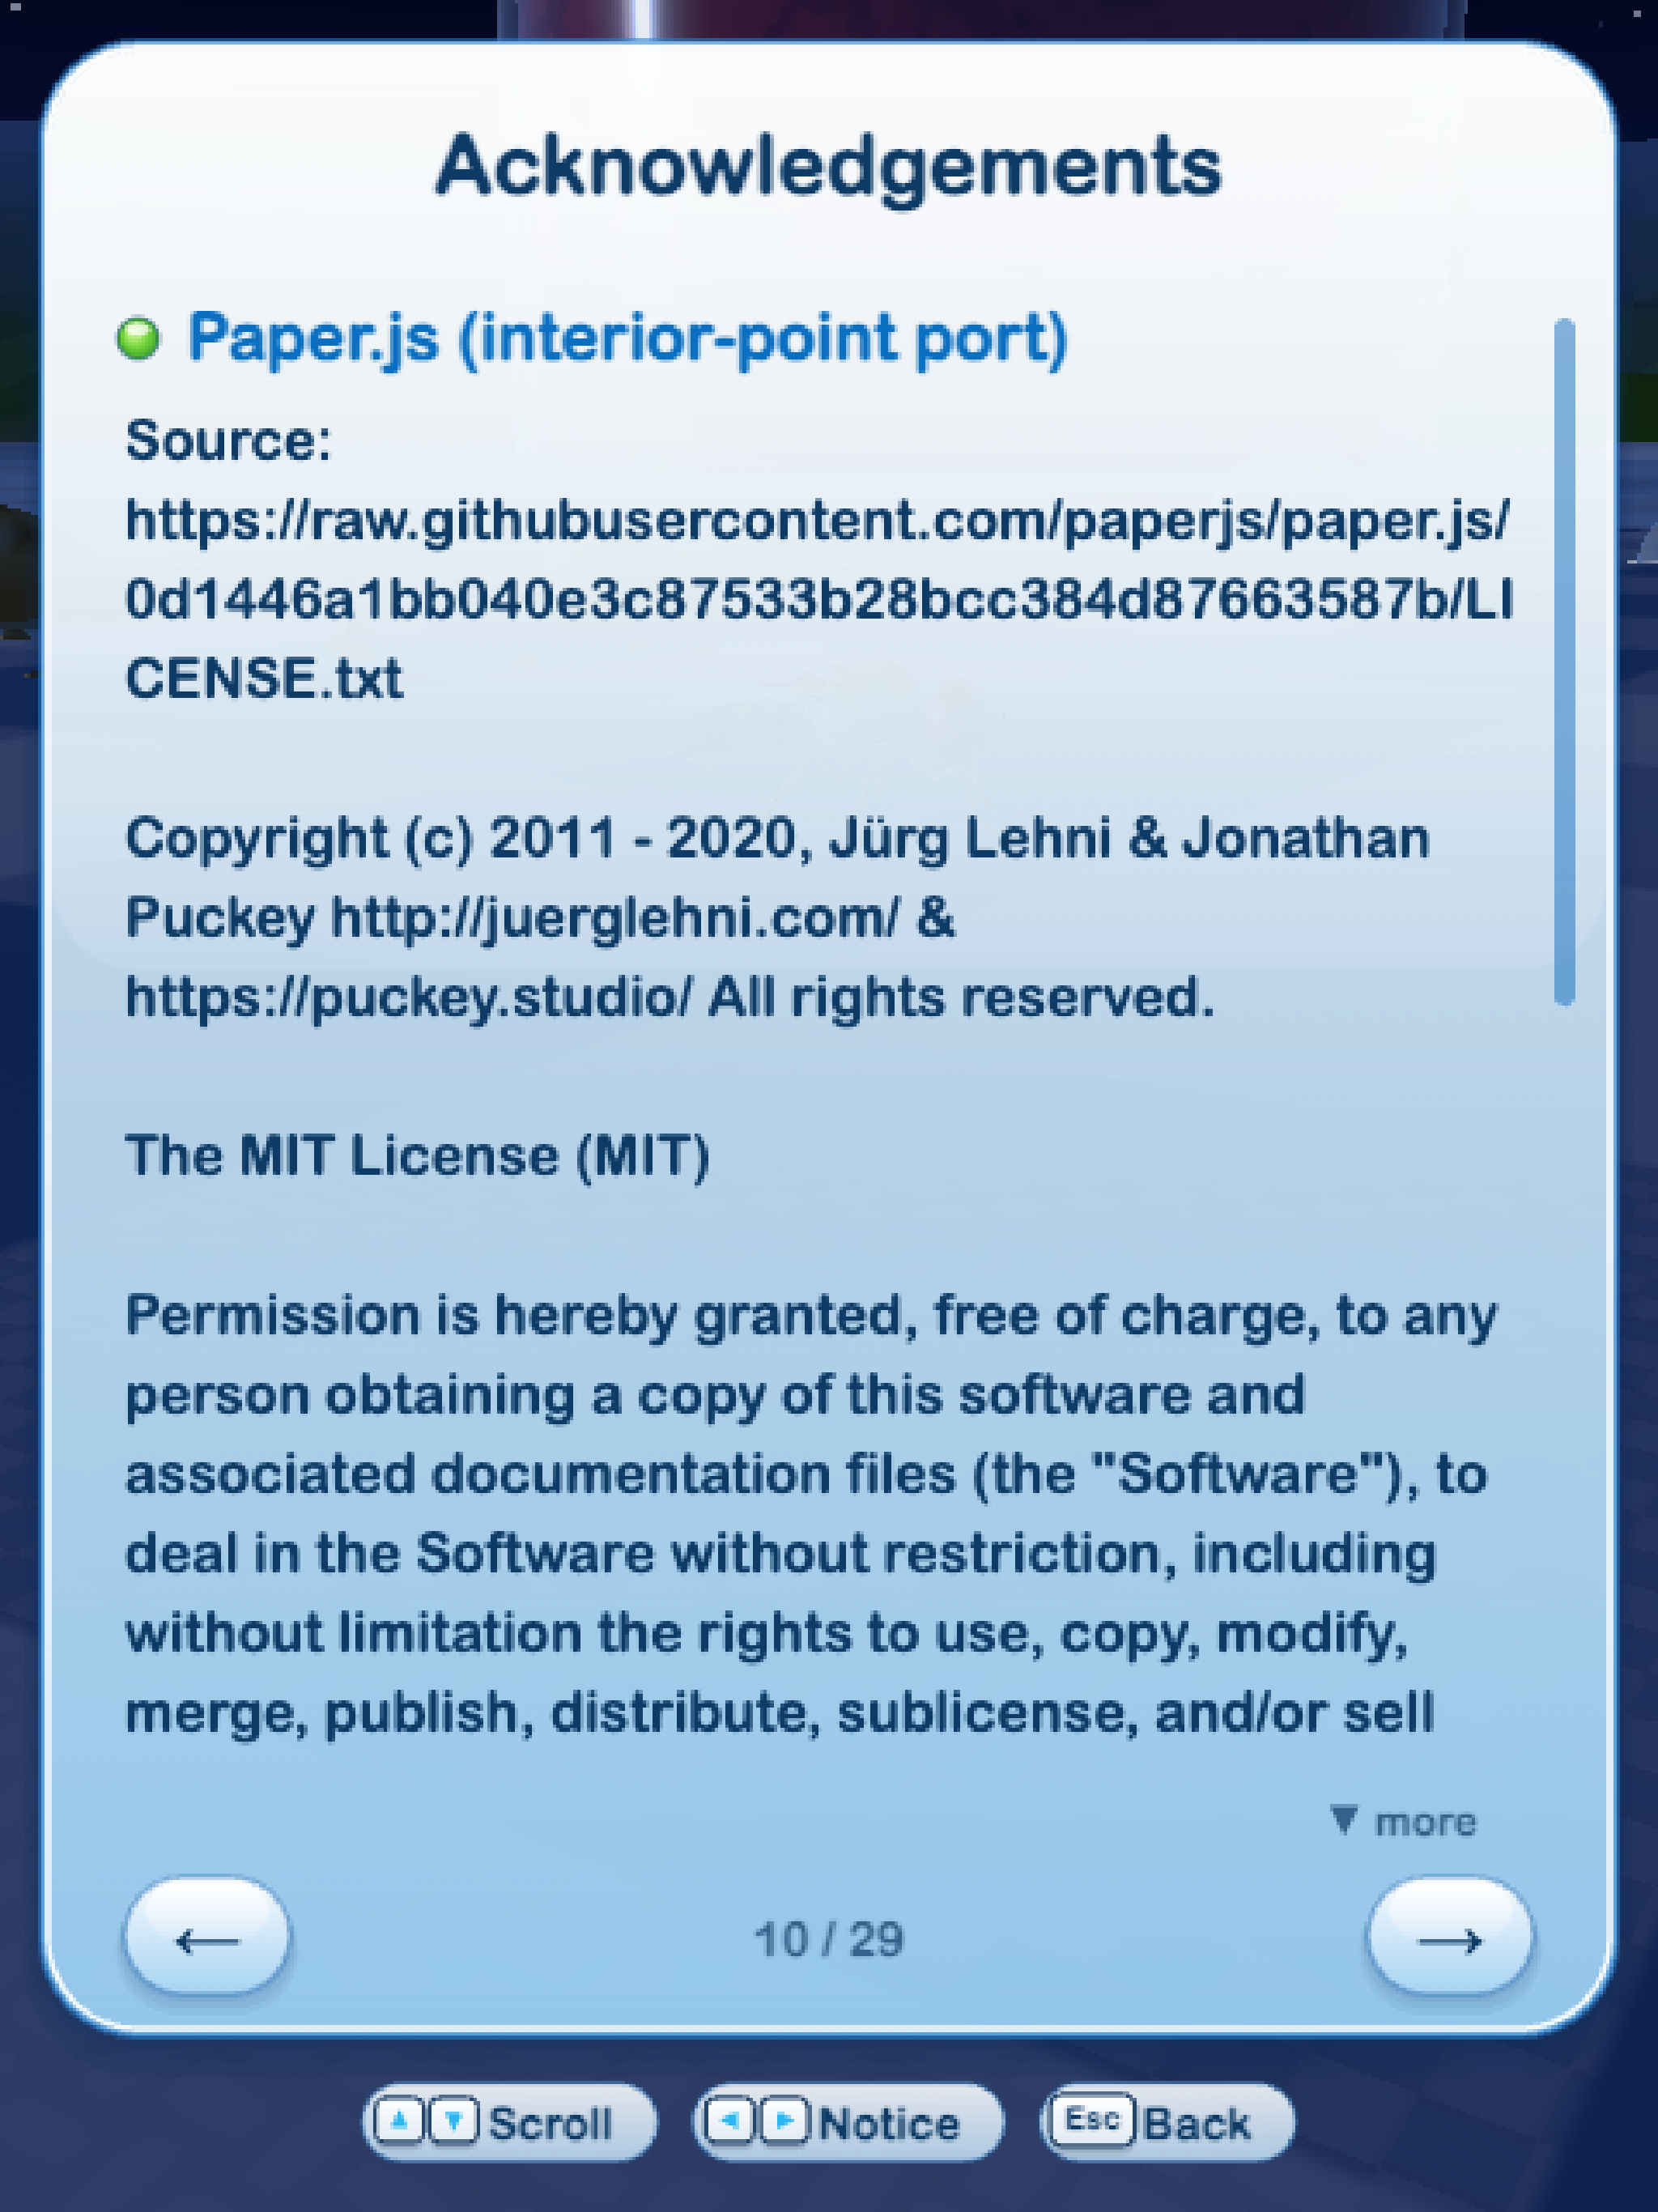 Acknowledgements
Paper.js (interior-point port)
Source:
https://raw.githubusercontent.com/paperjs/paper.js/
0d1446a1bb040e3c87533b28bcc384d87663587b/LI
CENSE.txt
Copyright (c) 2011 - 2020, Jürg Lehni & Jonathan
Puckey http://juerglehni.com/ &
https://puckey.studio/ All rights reserved.
The MIT License (MIT)
Permission is hereby granted, free of charge, to any
person obtaining a copy of this software and
associated documentation files (the "Software"), to
deal in the Software without restriction, including
without limitation the rights to use, copy, modify,
merge, publish, distribute, sublicense, and/or sell
▼ more
← 10 / 29 →
▲ ▼ Scroll ◄ ► Notice Esc Back